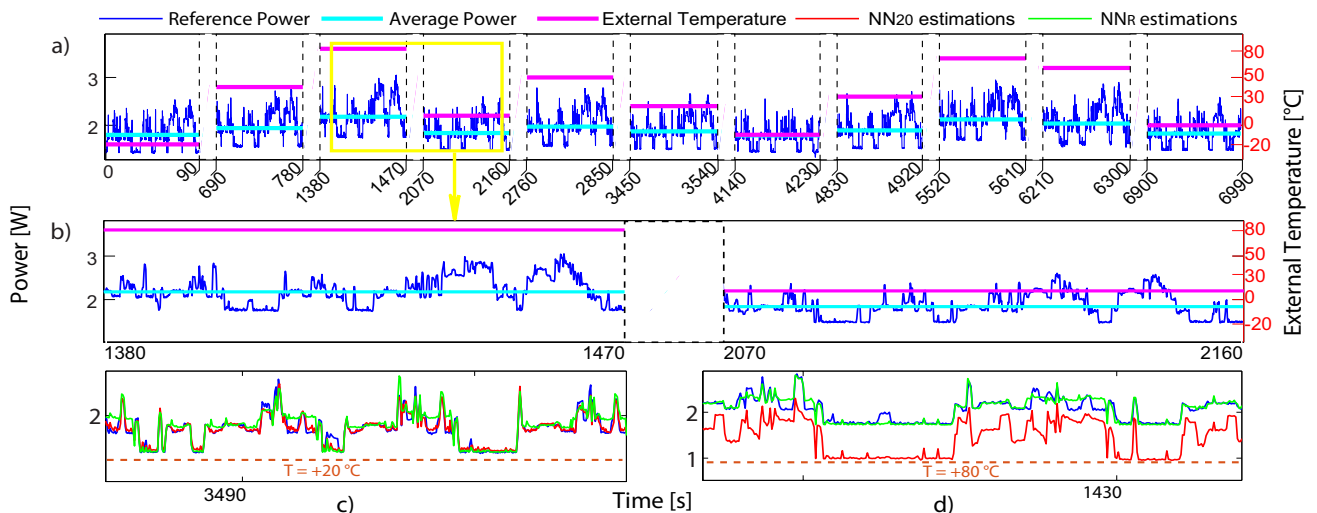 Reference Power Average Power External Temperature NN20 estimations NNR estimations
a)
3
2
80
50
30
0
-20
0 90 690 780 1380 1470 2070 2160 2760 2850 3450 3540 4140 4230 4830 4920 5520 5610 6210 6300 6900 6990
Power [W]
External Temperature [°C]
b)
3
2
80
30
0
-20
1380 1470 2070 2160
2
T = +20 °C
3490
c)
Time [s]
2
1
T = +80 °C
1430
d)